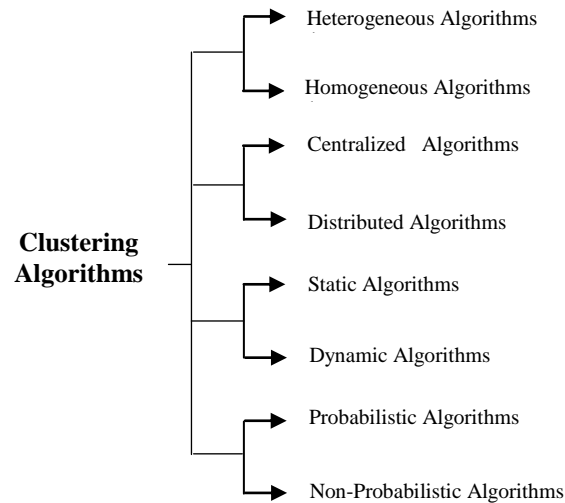 Heterogeneous Algorithms
Homogeneous Algorithms
Centralized Algorithms
Distributed Algorithms
Clustering
Algorithms
Static Algorithms
Dynamic Algorithms
Probabilistic Algorithms
Non-Probabilistic Algorithms